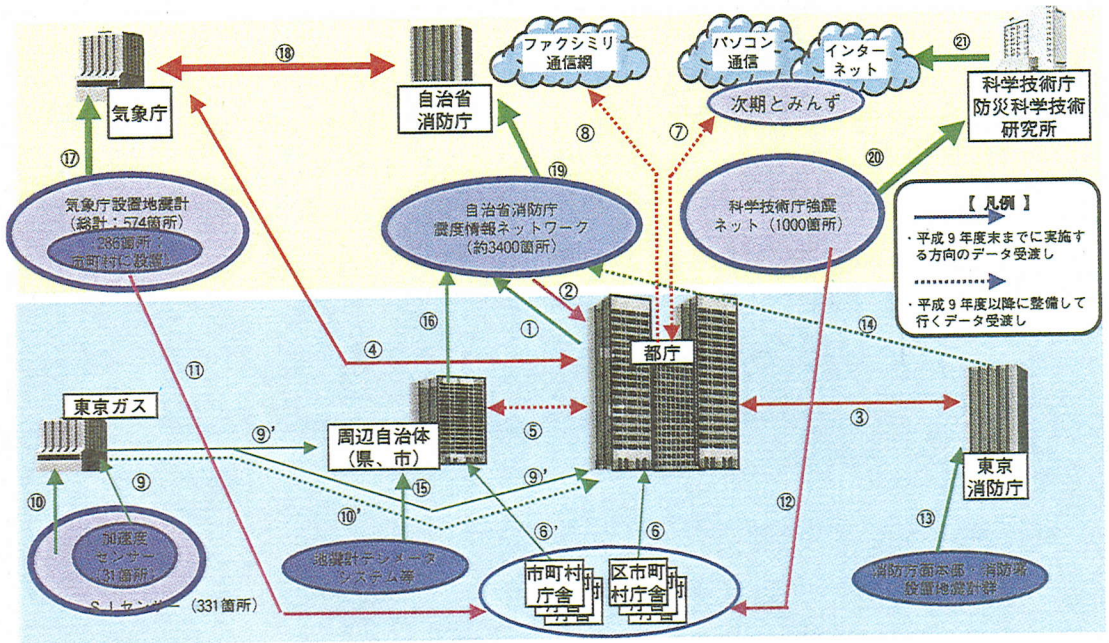 ⑱
ファクシミリ
通信網
パソコン
通信
インター
ネット
㉑
気象庁
自治省
消防庁
次期とみんず
科学技術庁
防災科学技術
研究所
⑧
⑦
⑰
⑲
⑳
気象庁設置地震計
(総計:574箇所)
286箇所
市町村に設置
自治省消防庁
震度情報ネットワーク
(約3400箇所)
科学技術庁強震
ネット(1000箇所)
【 凡例 】
・平成9年度末までに実施す
る方向のデータ受渡し
・平成9年度以降に整備して
行くデータ受渡し
②
①
⑯
⑭
④
都庁
⑪
東京ガス
⑨’
周辺自治体
(県、市)
⑤
③
⑨’
東京
消防庁
⑩
⑨
⑮
⑩’
⑫
⑬
加速度
センサー
31箇所
SIセンサー(331箇所)
地震計テレメータ
システム等
⑥’
⑥
市町村
庁舎
区市町
村庁舎
消防方面本部・消防署
設置地震計群